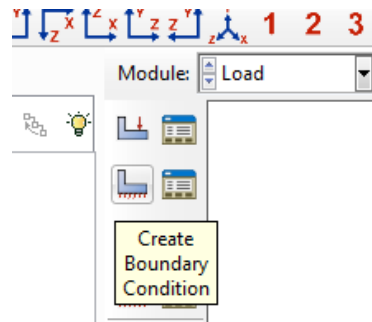 Y Z Y Z
Z X X Z Z X 1 2 3
Module: Load
Create
Boundary
Condition